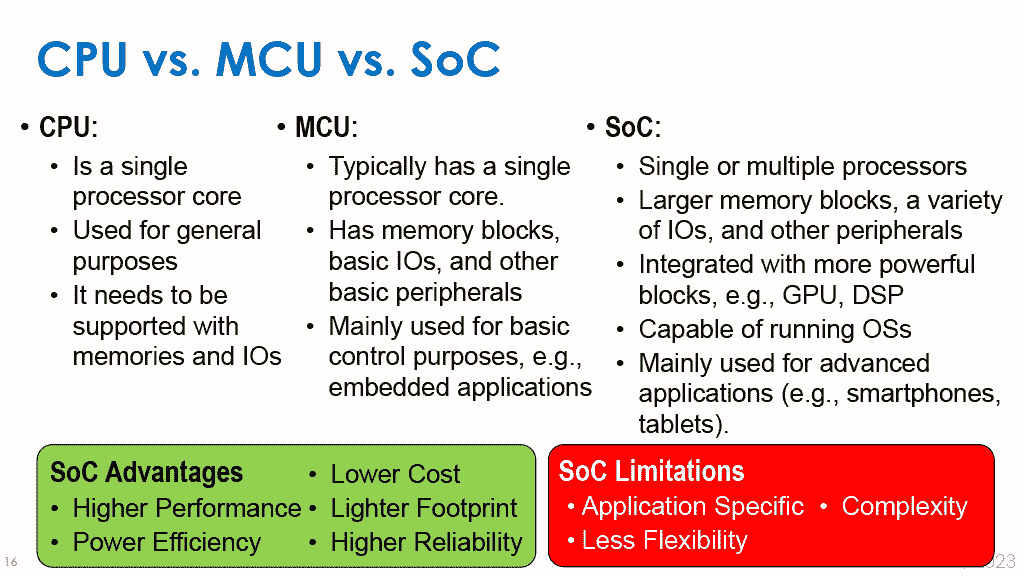 CPU vs. MCU vs. SoC
• CPU:
• Is a single
processor core
• Used for general
purposes
• It needs to be
supported with
memories and IOs
• MCU:
• Typically has a single
processor core.
• Has memory blocks,
basic IOs, and other
basic peripherals
• Mainly used for basic
control purposes, e.g.,
embedded applications
• SoC:
• Single or multiple processors
• Larger memory blocks, a variety
of IOs, and other peripherals
• Integrated with more powerful
blocks, e.g., GPU, DSP
• Capable of running OSs
• Mainly used for advanced
applications (e.g., smartphones,
tablets).
SoC Advantages
• Higher Performance
• Power Efficiency
• Lower Cost
• Lighter Footprint
• Higher Reliability
SoC Limitations
• Application Specific • Complexity
• Less Flexibility
16